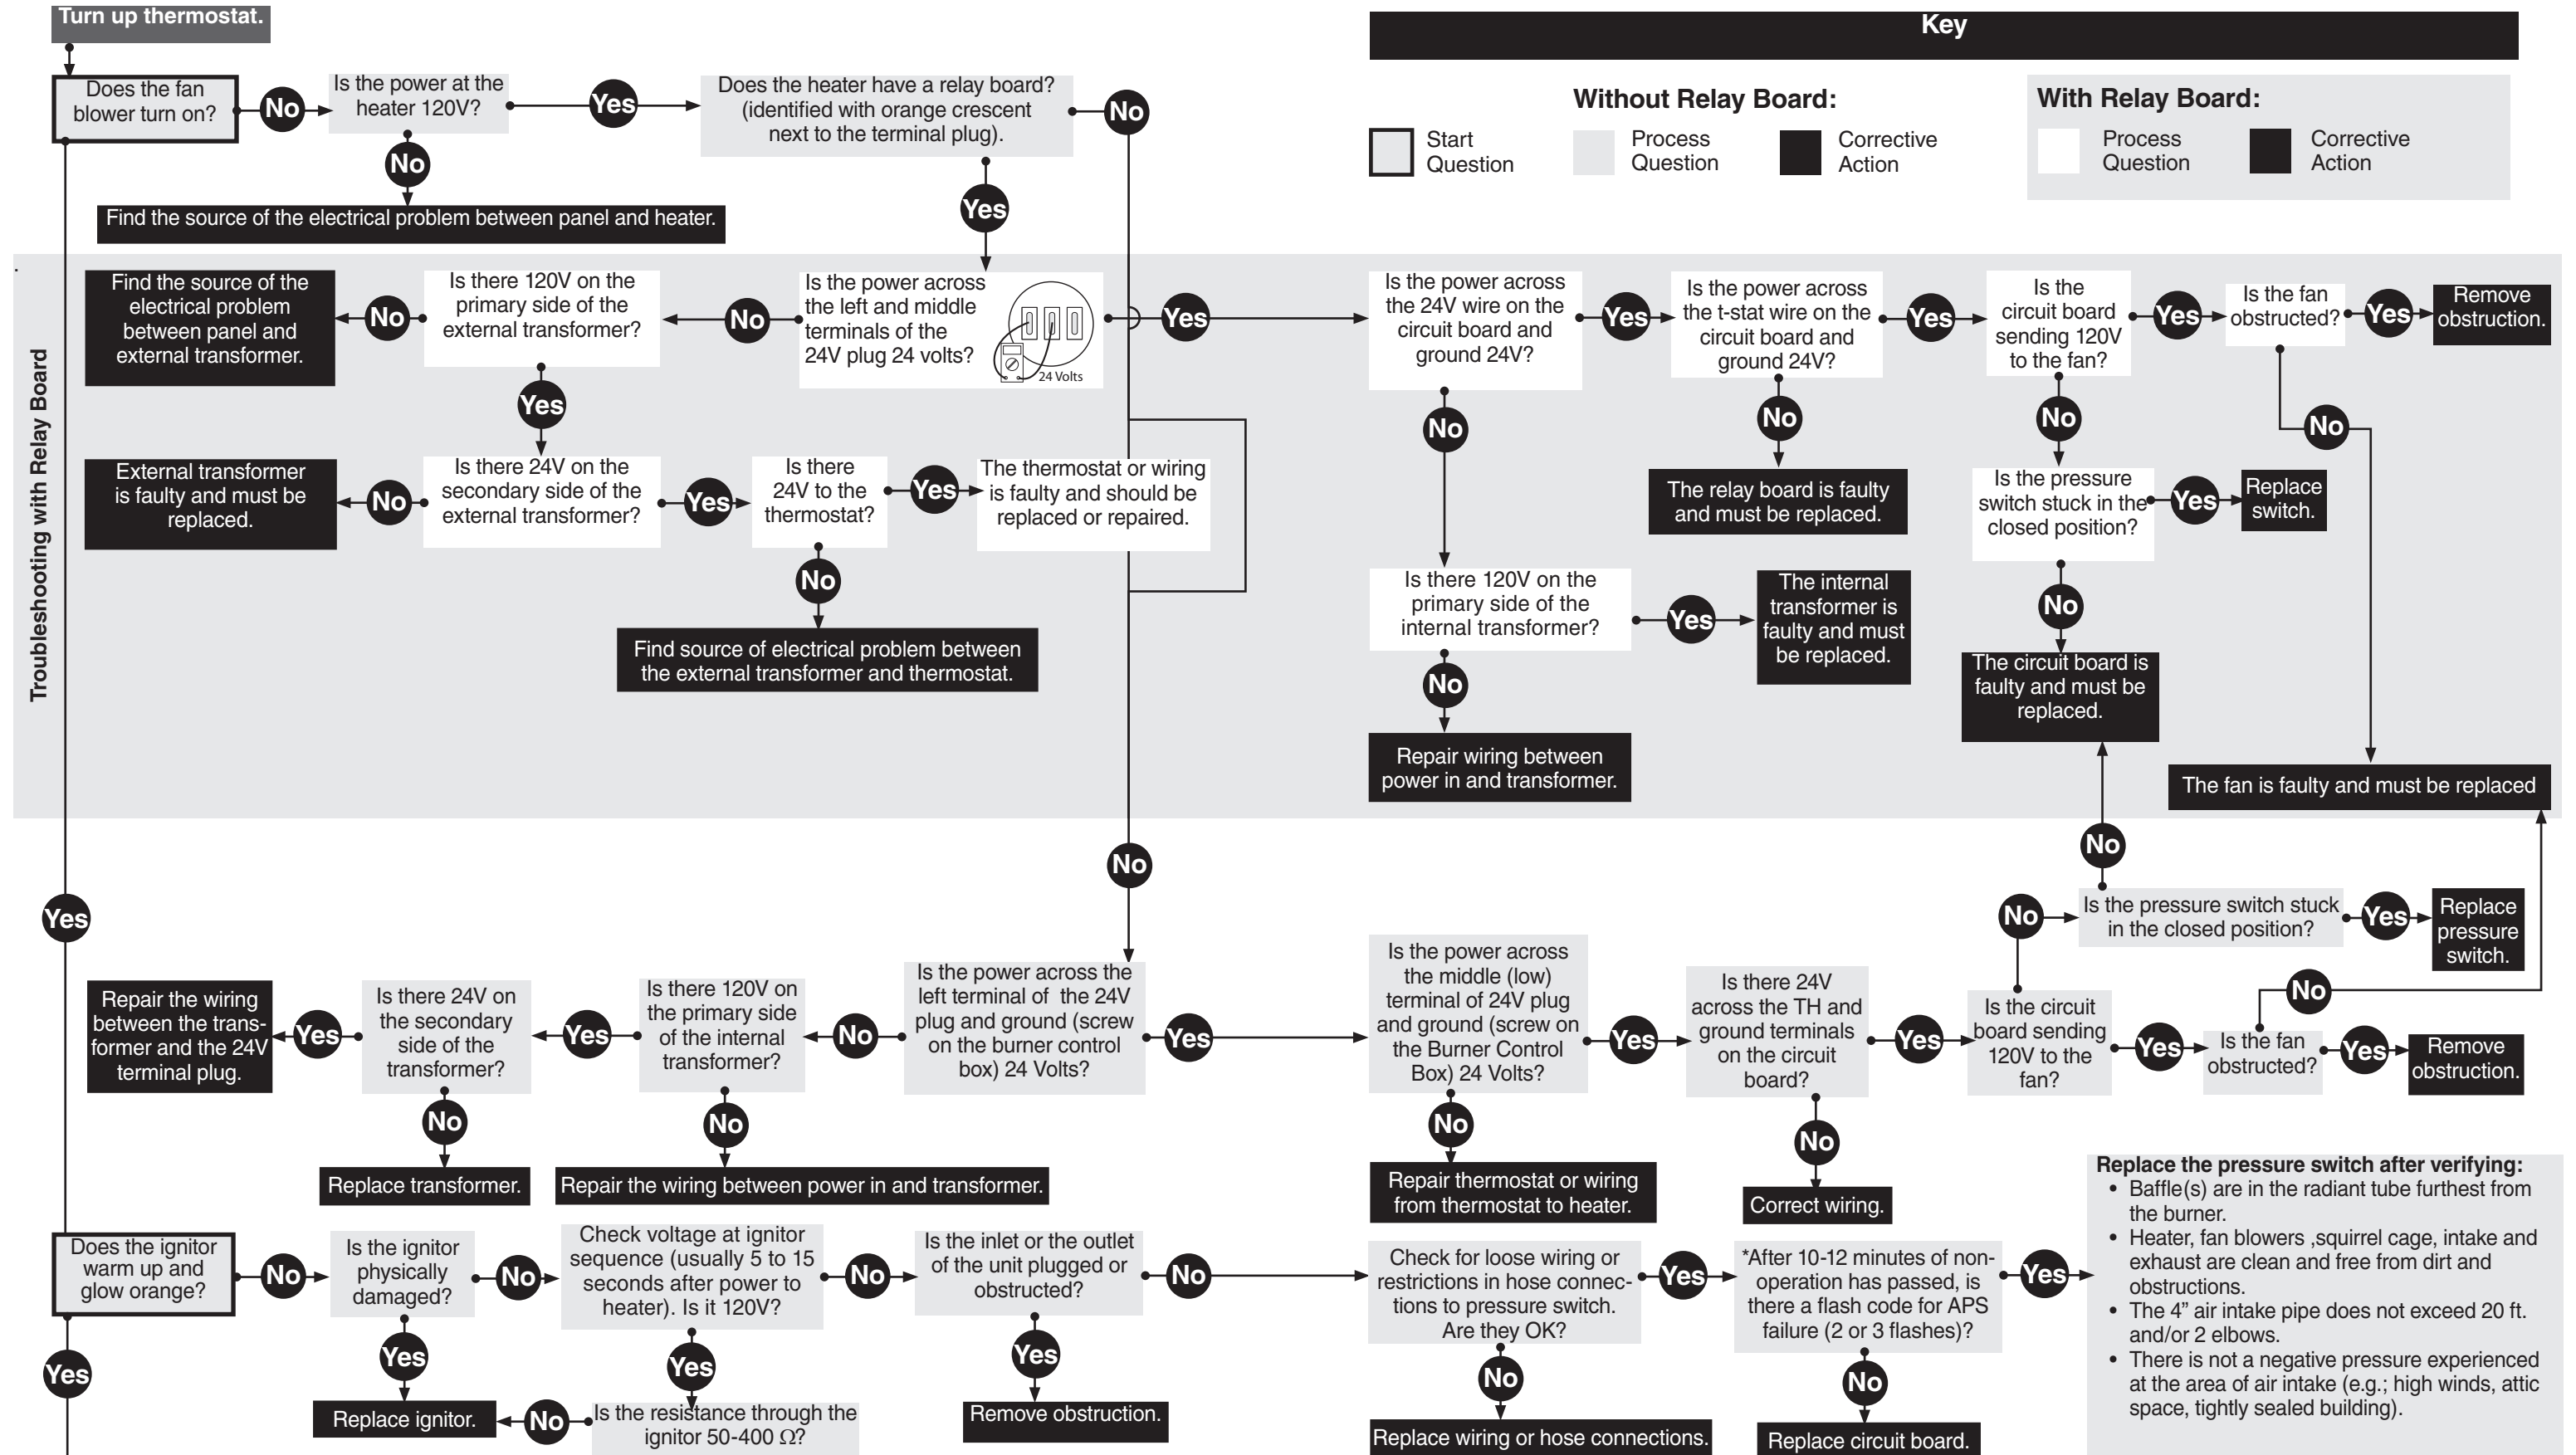 Turn up thermostat.
Key
Does the fan
blower turn on?
No
Is the power at the
heater 120V?
Yes
Does the heater have a relay board?
(identified with orange crescent
next to the terminal plug).
No
Without Relay Board:
With Relay Board:
Start
Question
Process
Question
Corrective
Action
Process
Question
Corrective
Action
No
Yes
Find the source of the electrical problem between panel and heater.
Troubleshooting with Relay Board
Find the source of the
electrical problem
between panel and
external transformer.
No
Is there 120V on the
primary side of the
external transformer?
No
Is the power across
the left and middle
terminals of the
24V plug 24 volts?
24 Volts
Yes
Is the power across
the 24V wire on the
circuit board and
ground 24V?
Yes
Is the power across
the t-stat wire on the
circuit board and
ground 24V?
Yes
Is the
circuit board
sending 120V
to the fan?
Yes
Is the fan
obstructed?
Yes
Remove
obstruction.
Yes
No
No
No
No
External transformer
is faulty and must be
replaced.
No
Is there 24V on the
secondary side of the
external transformer?
Yes
Is there
24V to the
thermostat?
Yes
The thermostat or wiring
is faulty and should be
replaced or repaired.
The relay board is faulty
and must be replaced.
Is the pressure
switch stuck in the
closed position?
Yes
Replace
switch.
No
Is there 120V on the
primary side of the
internal transformer?
Yes
The internal
transformer is
faulty and must
be replaced.
No
Find source of electrical problem between
the external transformer and thermostat.
No
The circuit board is
faulty and must be
replaced.
Repair wiring between
power in and transformer.
The fan is faulty and must be replaced
No
No
Yes
No
Is the pressure switch stuck
in the closed position?
Yes
Replace
pressure
switch.
Repair the wiring
between the trans-
former and the 24V
terminal plug.
Yes
Is there 24V on
the secondary
side of the
transformer?
Yes
Is there 120V on
the primary side
of the internal
transformer?
No
Is the power across the
left terminal of the 24V
plug and ground (screw
on the burner control
box) 24 Volts?
Yes
Is the power across
the middle (low)
terminal of 24V plug
and ground (screw on
the Burner Control
Box) 24 Volts?
Yes
Is there 24V
across the TH and
ground terminals
on the circuit
board?
Yes
Is the circuit
board sending
120V to the
fan?
Yes
No
Is the fan
obstructed?
Yes
Remove
obstruction.
No
No
No
No
Replace transformer.
Repair the wiring between power in and transformer.
Repair thermostat or wiring
from thermostat to heater.
Correct wiring.
Replace the pressure switch after verifying:
• Baffle(s) are in the radiant tube furthest from
the burner.
• Heater, fan blowers ,squirrel cage, intake and
exhaust are clean and free from dirt and
obstructions.
• The 4” air intake pipe does not exceed 20 ft.
and/or 2 elbows.
• There is not a negative pressure experienced
at the area of air intake (e.g.; high winds, attic
space, tightly sealed building).
Does the ignitor
warm up and
glow orange?
No
Is the ignitor
physically
damaged?
No
Check voltage at ignitor
sequence (usually 5 to 15
seconds after power to
heater). Is it 120V?
No
Is the inlet or the outlet
of the unit plugged or
obstructed?
No
Check for loose wiring or
restrictions in hose connec-
tions to pressure switch.
Are they OK?
Yes
*After 10-12 minutes of non-
operation has passed, is
there a flash code for APS
failure (2 or 3 flashes)?
Yes
Yes
Yes
Yes
Yes
No
No
Replace ignitor.
No
Is the resistance through the
ignitor 50-400 Ω?
Remove obstruction.
Replace wiring or hose connections.
Replace circuit board.